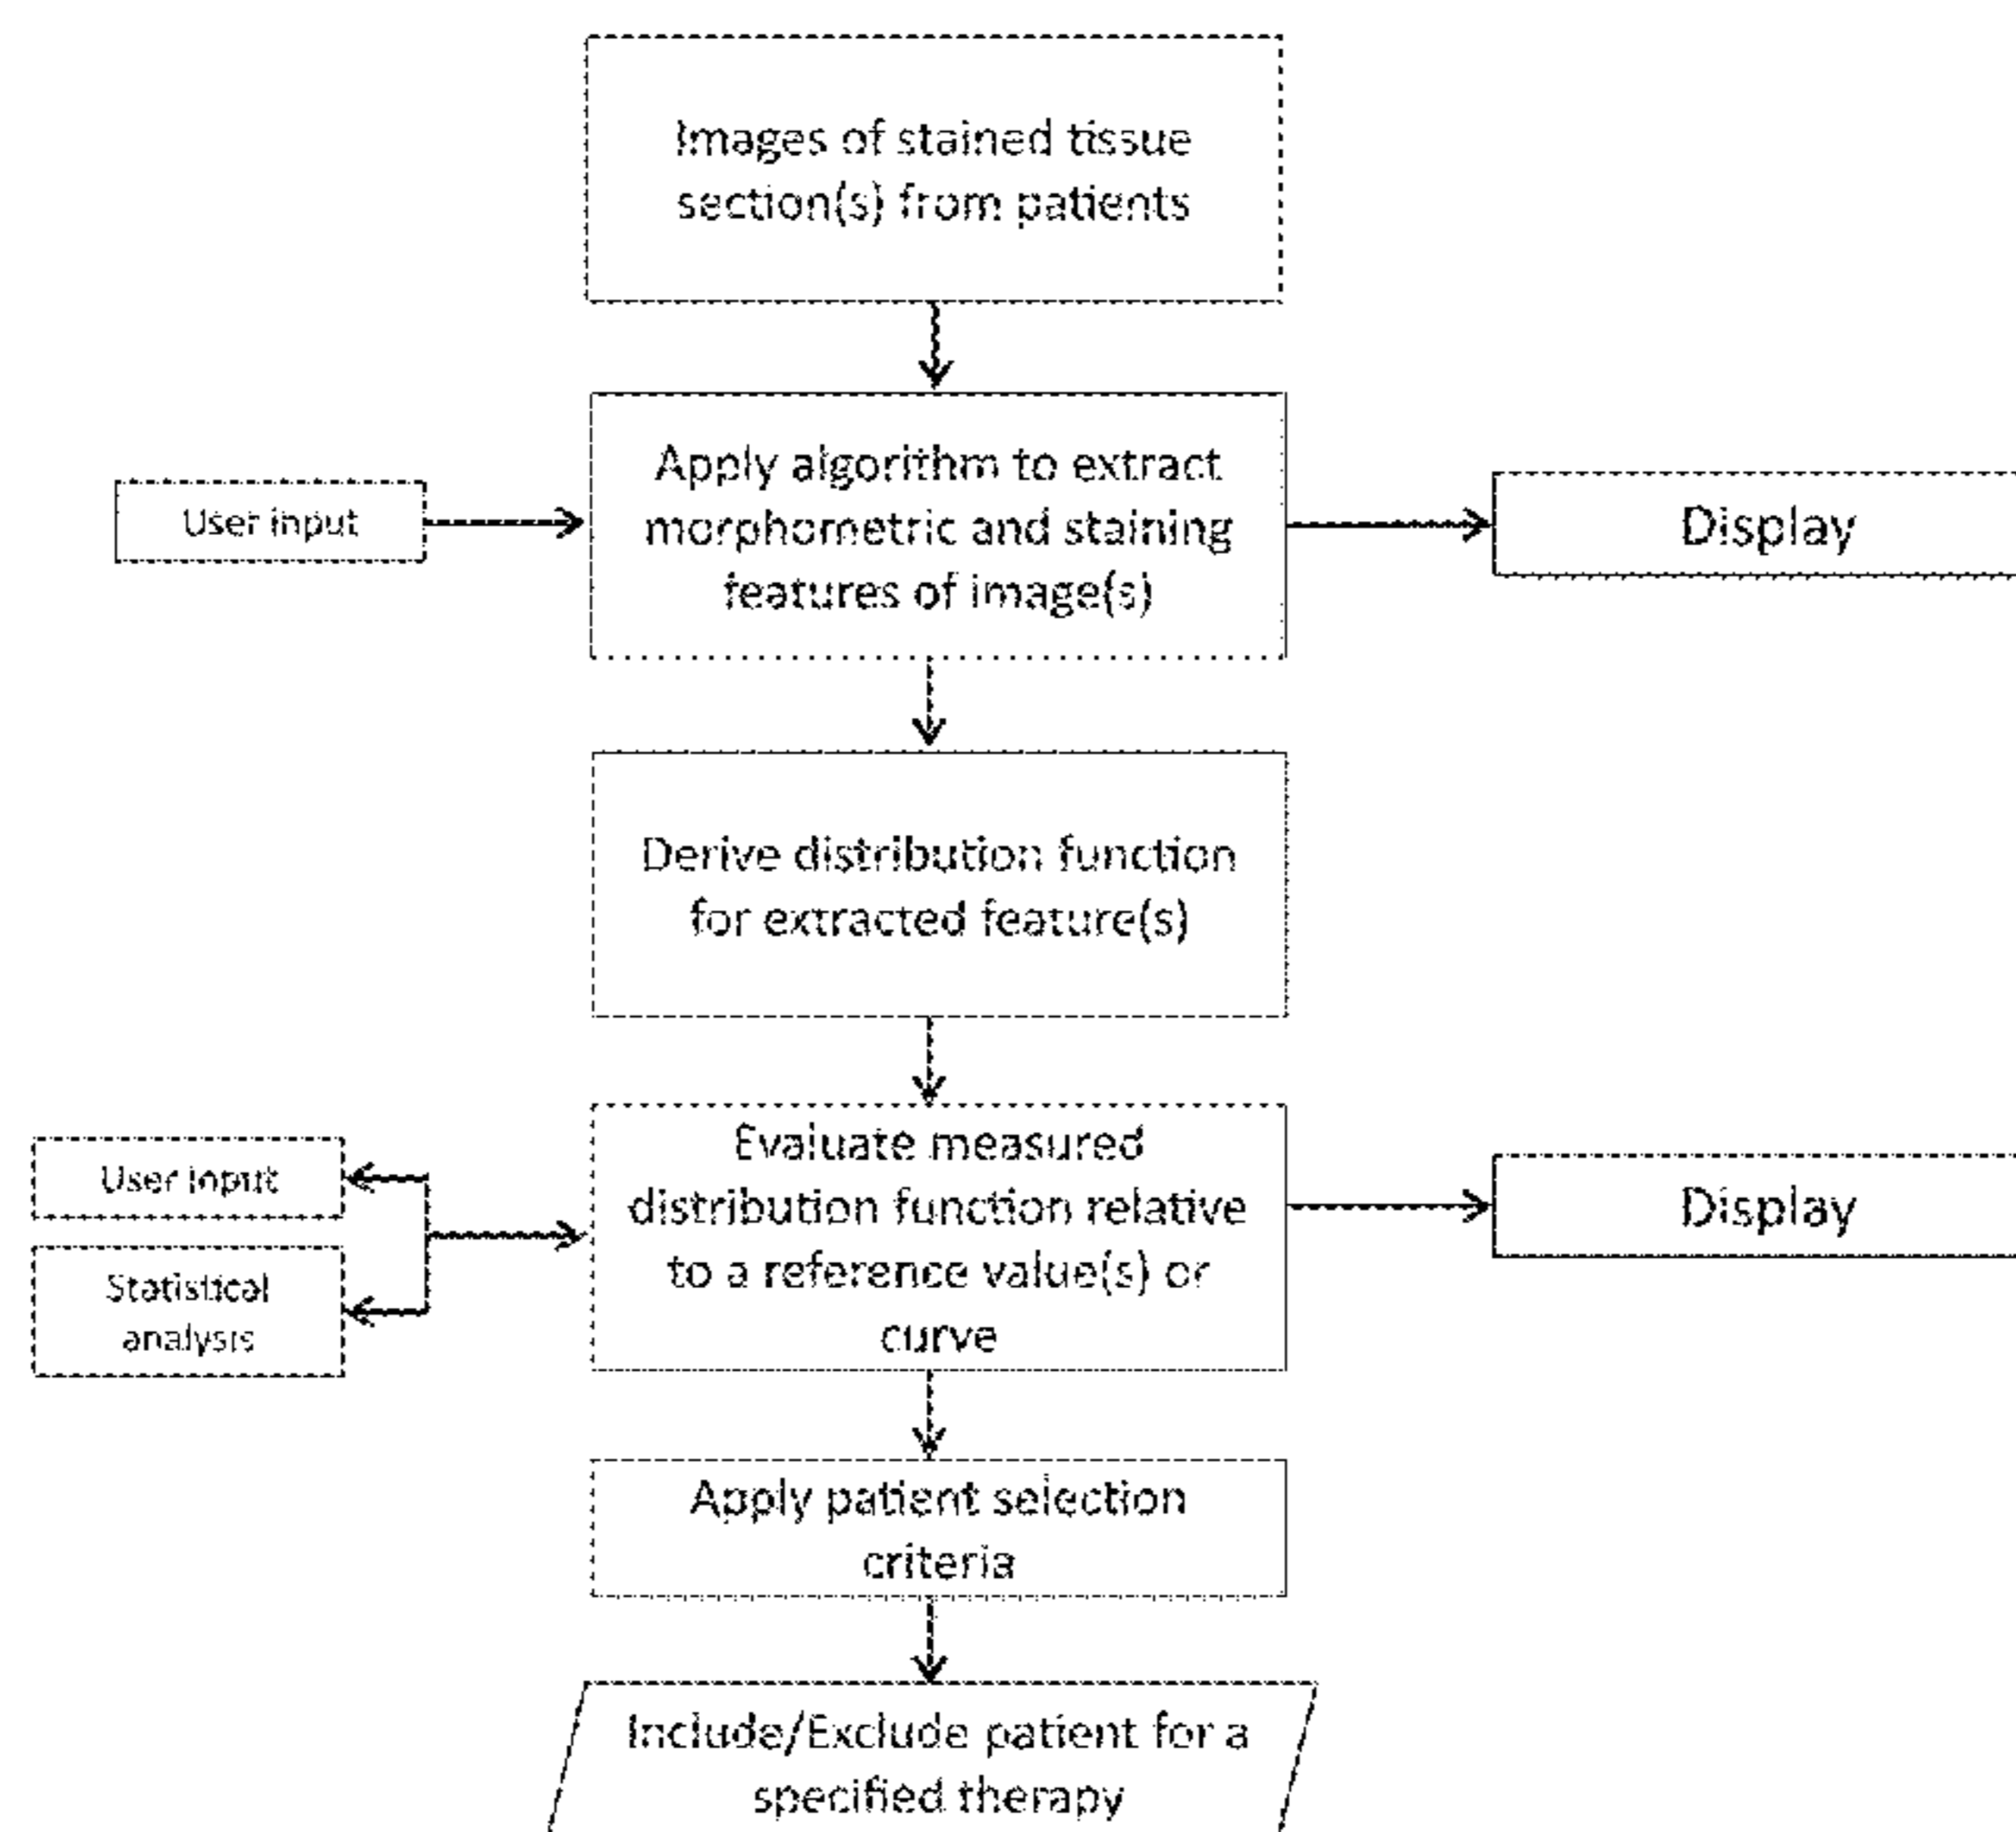 Images of stained tissue
section(s) from patients
User input
Apply algorithm to extract
morphometric and staining
features of image(s)
Display
Derive distribution function
for extracted feature(s)
User input
Statistical
analysis
Evaluate measured
distribution function relative
to a reference value(s) or
curve
Display
Apply patient selection
criteria
Include/Exclude patient for a
specified therapy